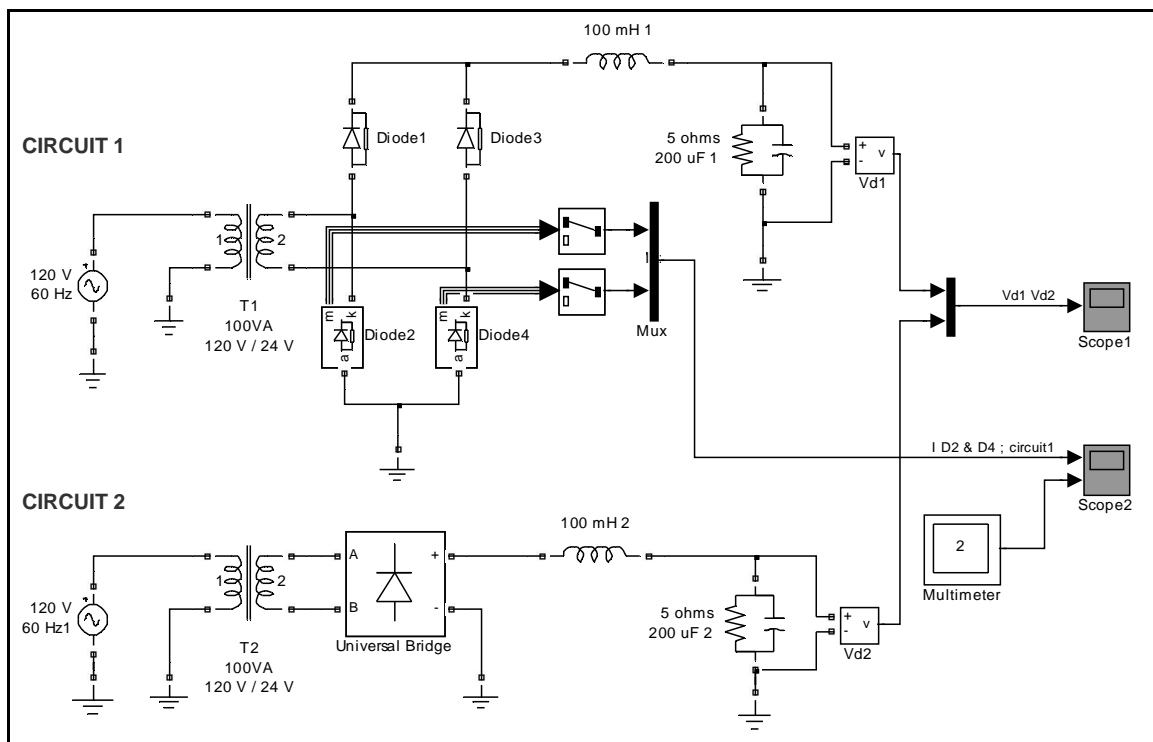 100 mH 1
CIRCUIT 1
Diode1
Diode3
5 ohms
200 uF 1
+
-
v
Vd1
1
2
120 V
60 Hz
T1
100VA
120 V / 24 V
m
k
a
Diode2
m
k
a
Diode4
Mux
Vd1 Vd2
Scope1
I D2 & D4 ; circuit1
Scope2
CIRCUIT 2
100 mH 2
2
Multimeter
1
2
A
B
+
-
Universal Bridge
120 V
60 Hz1
T2
100VA
120 V / 24 V
5 ohms
200 uF 2
+
-
v
Vd2